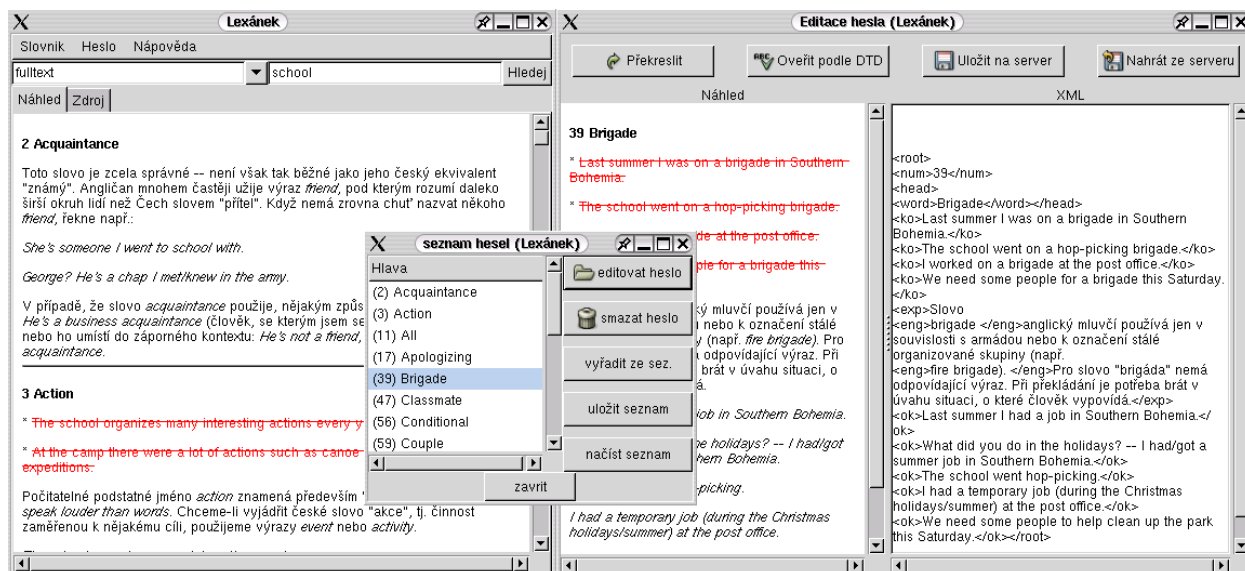 Lexánek
Slovnik Heslo Nápověda
fulltext school Hledej
Náhled Zdroj
2 Acquaintance
Toto slovo je zcela správné -- není však tak běžné jako jeho český ekvivalent
"známý". Angličan mnohem častěji užije výraz friend, pod kterým rozumí daleko
širší okruh lidí než Čech slovem "přítel". Když nemá zrovna chuť nazvat někoho
friend, řekne např.:
She's someone I went to school with.
George? He's a chap I met/knew in the army.
V případě, že slovo acquaintance použije, nějakým způs
He's a business acquaintance (člověk, se kterým jsem se
nebo ho umístí do záporného kontextu: He's not a friend,
acquaintance.
3 Action
* The school organizes many interesting actions every y
* At the camp there were a lot of actions such as canoe
expeditions.
Počitatelné podstatné jméno action znamená především "
speak louder than words. Chceme-li vyjádřit české slovo "akce", tj. činnost
zaměřenou k nějakému cíli, použijeme výrazy event nebo activity.
seznam hesel (Lexánek)
Hlava
(2) Acquaintance
(3) Action
(11) All
(17) Apologizing
(39) Brigade
(47) Classmate
(56) Conditional
(59) Couple
editovat heslo
smazat heslo
vyřadit ze sez.
uložit seznam
načíst seznam
zavrit
Editace hesla (Lexánek)
Překreslit ABC Oveřit podle DTD Uložit na server Nahrát ze serveru
Náhled
39 Brigade
* Last summer I was on a brigade in Southern
Bohemia.
* The school went on a hop-picking brigade.
de at the post office.
ple for a brigade this
ký mluvčí používá jen v
u nebo k označení stálé
y (např. fire brigade). Pro
odpovídající výraz. Při
brát v úvahu situaci, o
á.
job in Southern Bohemia.
e holidays? -- I had/got
hern Bohemia.
-picking.
I had a temporary job (during the Christmas
holidays/summer) at the post office.
XML
<root>
<num>39</num>
<head>
<word>Brigade</word></head>
<ko>Last summer I was on a brigade in Southern
Bohemia.</ko>
<ko>The school went on a hop-picking brigade.</ko>
<ko>I worked on a brigade at the post office.</ko>
<ko>We need some people for a brigade this Saturday.
</ko>
<exp>Slovo
<eng>brigade </eng>anglický mluvčí používá jen v
souvislosti s armádou nebo k označení stálé
organizované skupiny (např.
<eng>fire brigade). </eng>Pro slovo "brigáda" nemá
odpovídající výraz. Při překládání je potřeba brát v
úvahu situaci, o které člověk vypovídá.</exp>
<ok>Last summer I had a job in Southern Bohemia.</
ok>
<ok>What did you do in the holidays? -- I had/got a
summer job in Southern Bohemia.</ok>
<ok>The school went hop-picking.</ok>
<ok>I had a temporary job (during the Christmas
holidays/summer) at the post office.</ok>
<ok>We need some people to help clean up the park
this Saturday.</ok></root>